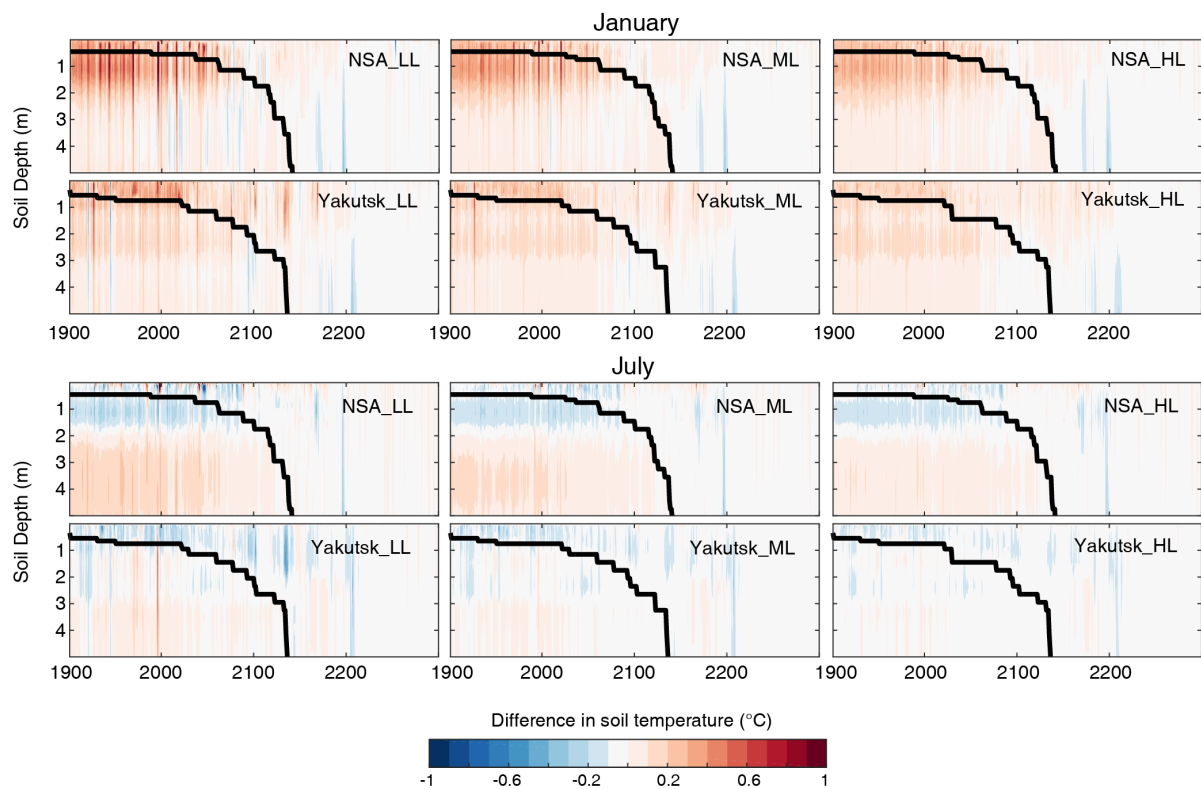 January
NSA_LL NSA_ML NSA_HL
1
2
3
4
Soil Depth (m)
Yakutsk_LL Yakutsk_ML Yakutsk_HL
1
2
3
4
1900 2000 2100 2200 1900 2000 2100 2200 1900 2000 2100 2200
July
NSA_LL NSA_ML NSA_HL
1
2
3
4
Soil Depth (m)
Yakutsk_LL Yakutsk_ML Yakutsk_HL
1
2
3
4
1900 2000 2100 2200 1900 2000 2100 2200 1900 2000 2100 2200
Difference in soil temperature (°C)
-1 -0.6 -0.2 0.2 0.6 1